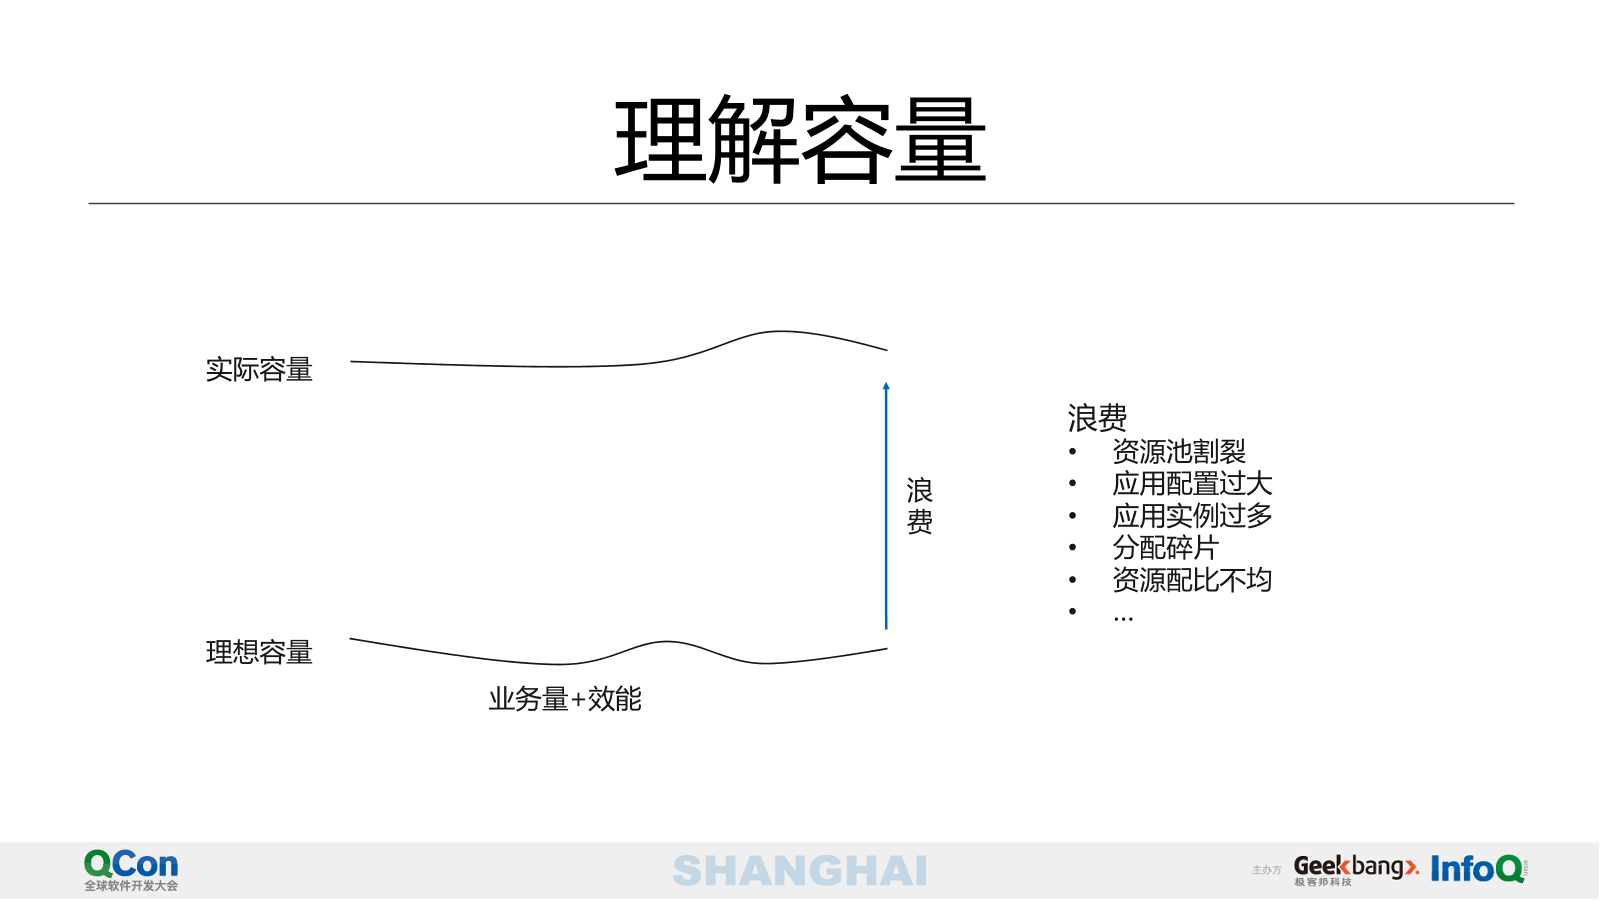 理解容量
实际容量
浪费
浪费
• 资源池割裂
• 应用配置过大
• 应用实例过多
• 分配碎片
• 资源配比不均
• ...
理想容量
业务量+效能
QCon
全球软件开发大会
SHANGHAI
主办方
Geekbang>.
极客邦科技
InfoQ